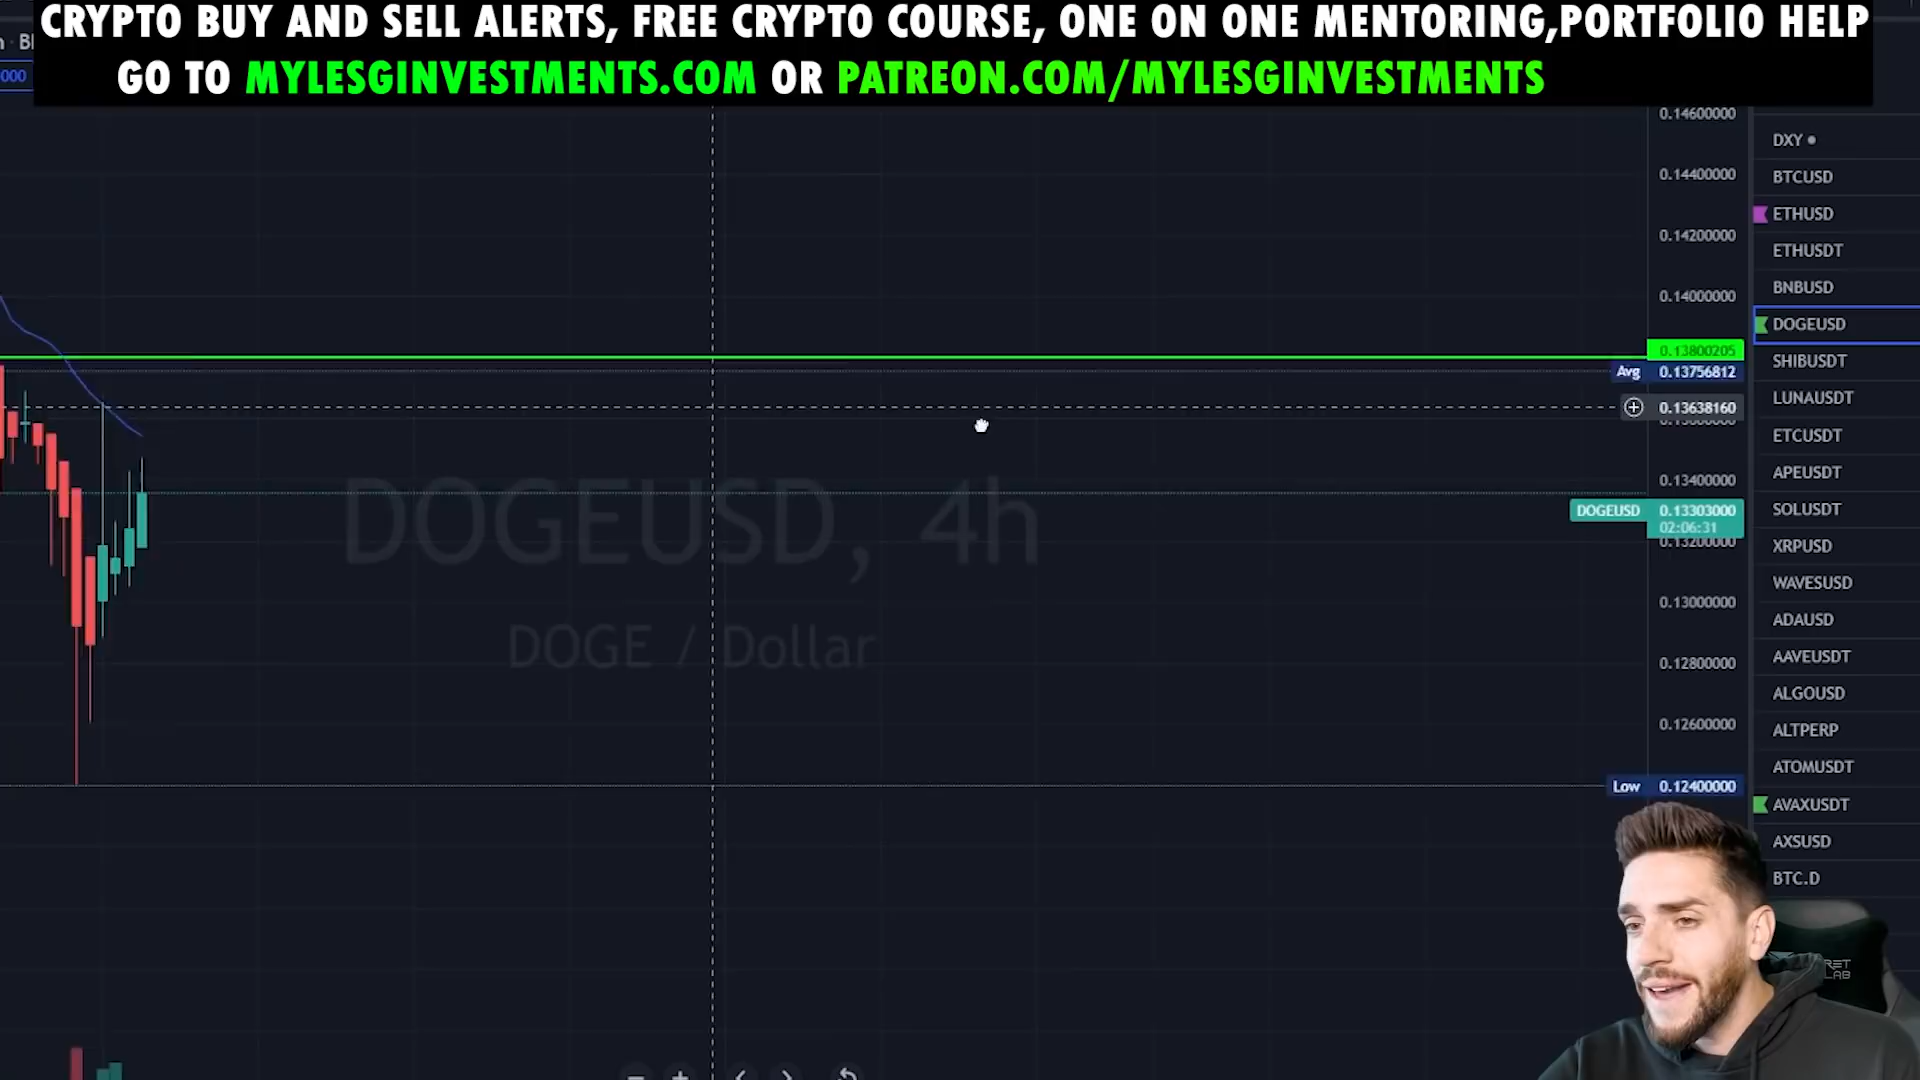 CRYPTO BUY AND SELL ALERTS, FREE CRYPTO COURSE, ONE ON ONE MENTORING,PORTFOLIO HELP
GO TO MYLESGINVESTMENTS.COM OR PATREON.COM/MYLESGINVESTMENTS
000
0.14600000
0.14400000
0.14200000
0.14000000
0.13800205
Avg 0.13756812
0.13638160
0.13400000
DOGEUSD 0.13303000
02:06:31
0.13200000
0.13000000
0.12800000
0.12600000
Low 0.12400000
DOGEUSD, 4h
DOGE / Dollar
DXY
BTCUSD
ETHUSD
ETHUSDT
BNBUSD
DOGEUSD
SHIBUSDT
LUNAUSDT
ETCUSDT
APEUSDT
SOLUSDT
XRPUSD
WAVESUSD
ADAUSD
AAVEUSDT
ALGOUSD
ALTPERP
ATOMUSDT
AVAXUSDT
AXSUSD
BTC.D